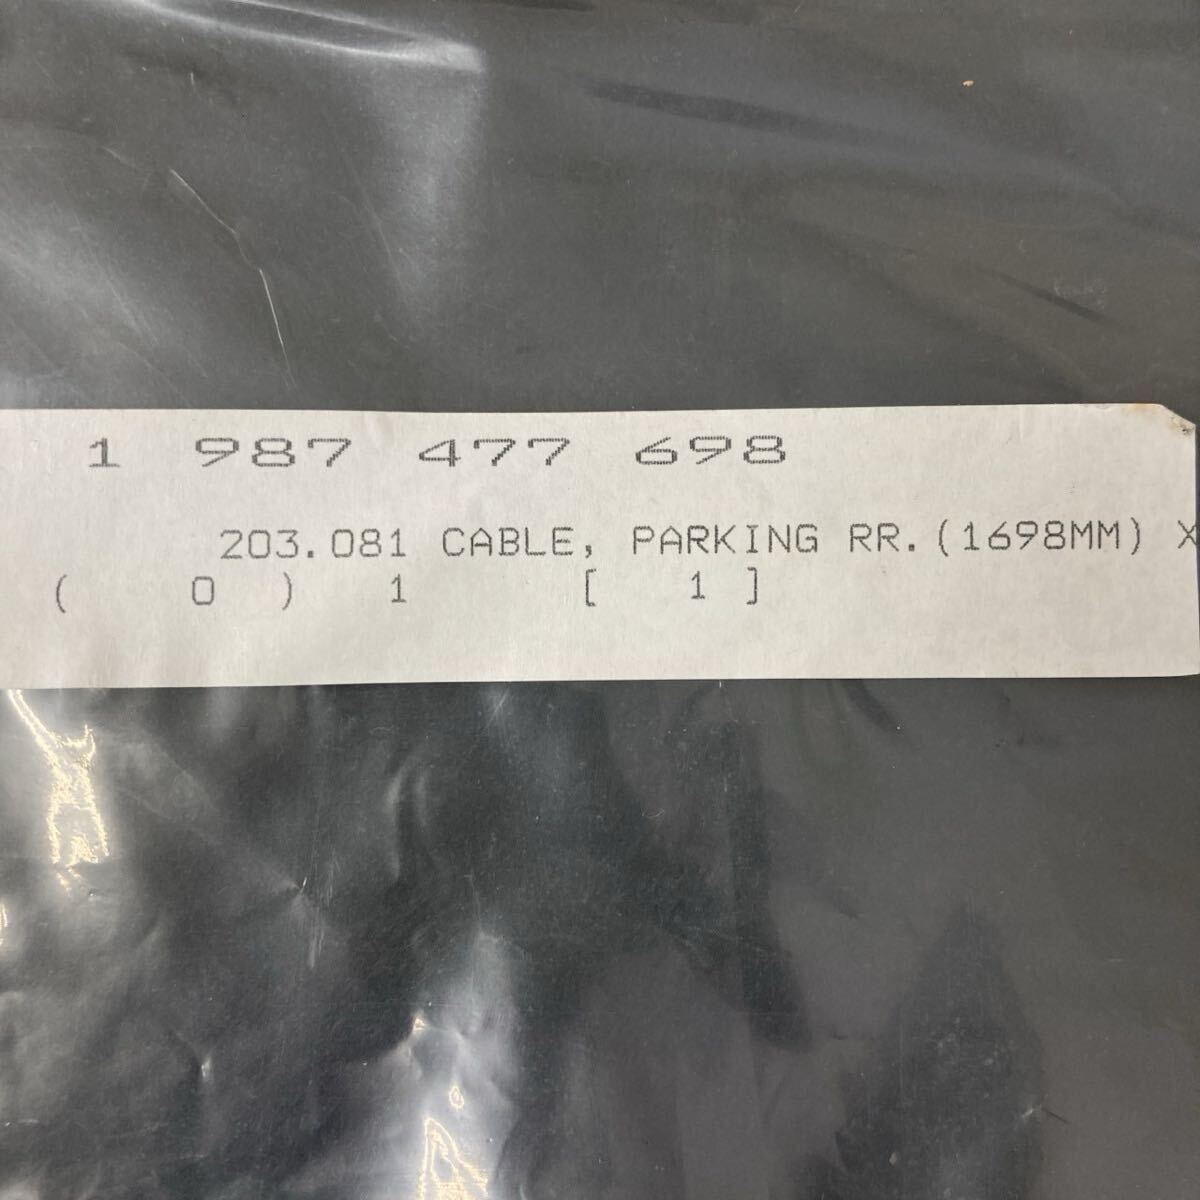 1 987 477 698
203.081 CABLE, PARKING RR.(1698MM) X
( 0 ) 1 [ 1 ]